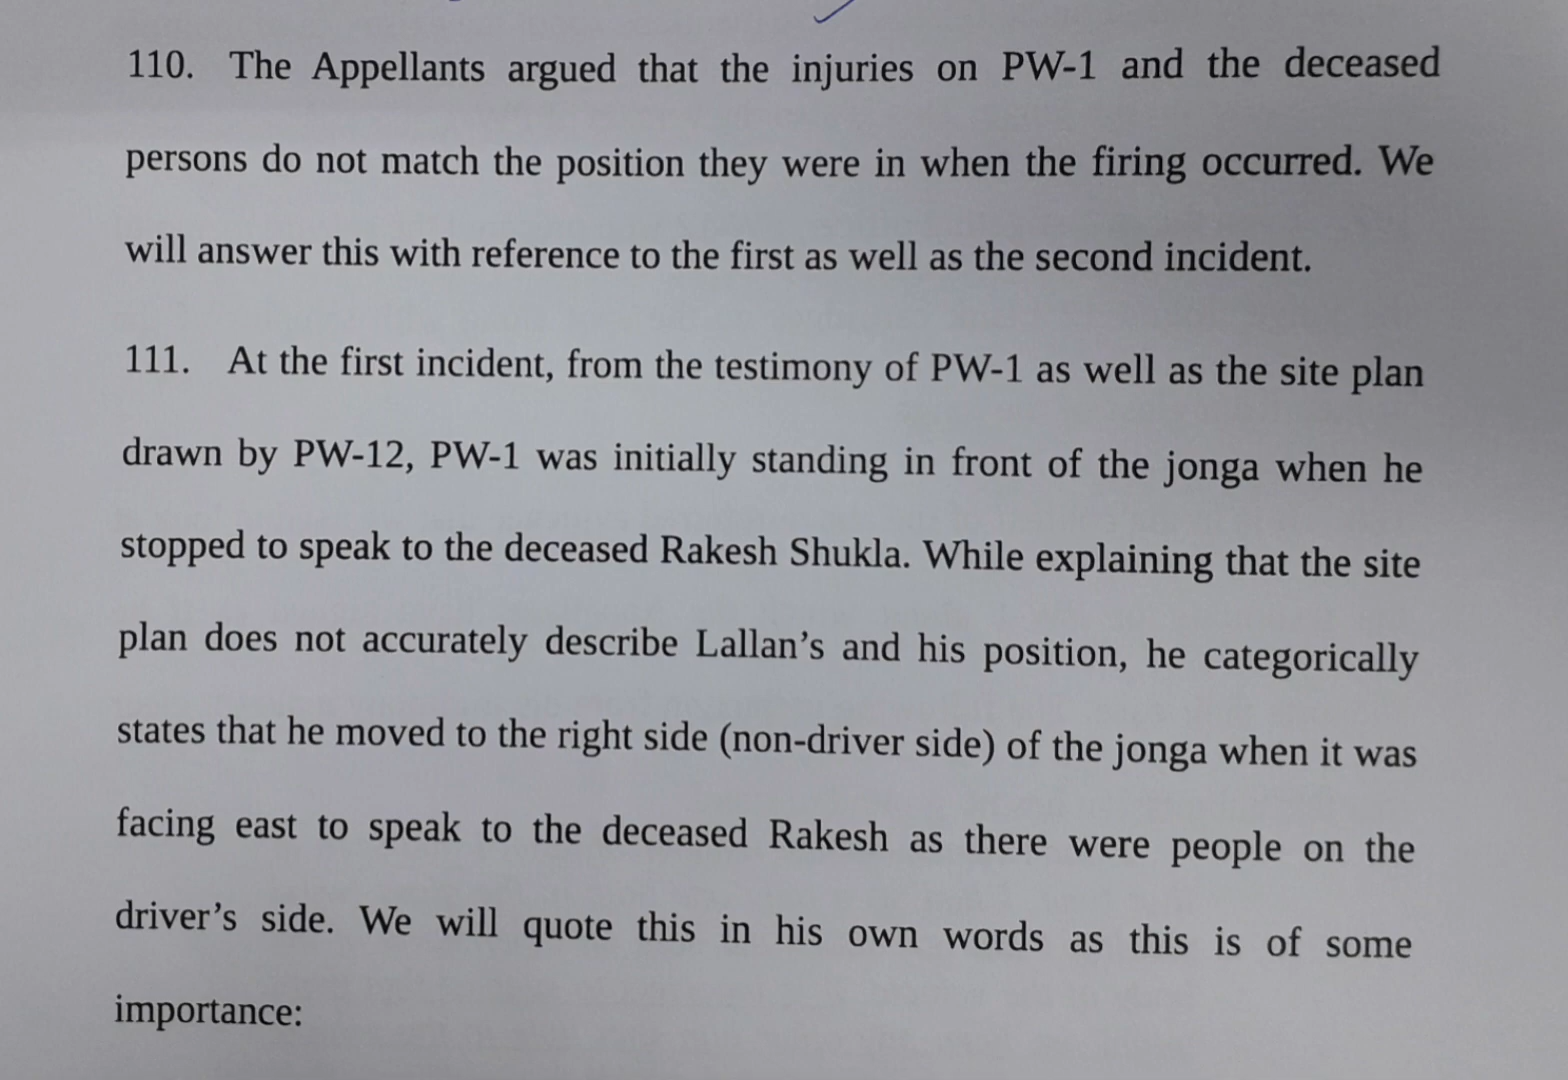 110. The Appellants argued that the injuries on PW-1 and the deceased
persons do not match the position they were in when the firing occurred. We
will answer this with reference to the first as well as the second incident.
111. At the first incident, from the testimony of PW-1 as well as the site plan
drawn by PW-12, PW-1 was initially standing in front of the jonga when he
stopped to speak to the deceased Rakesh Shukla. While explaining that the site
plan does not accurately describe Lallan’s and his position, he categorically
states that he moved to the right side (non-driver side) of the jonga when it was
facing east to speak to the deceased Rakesh as there were people on the
driver’s side. We will quote this in his own words as this is of some
importance: